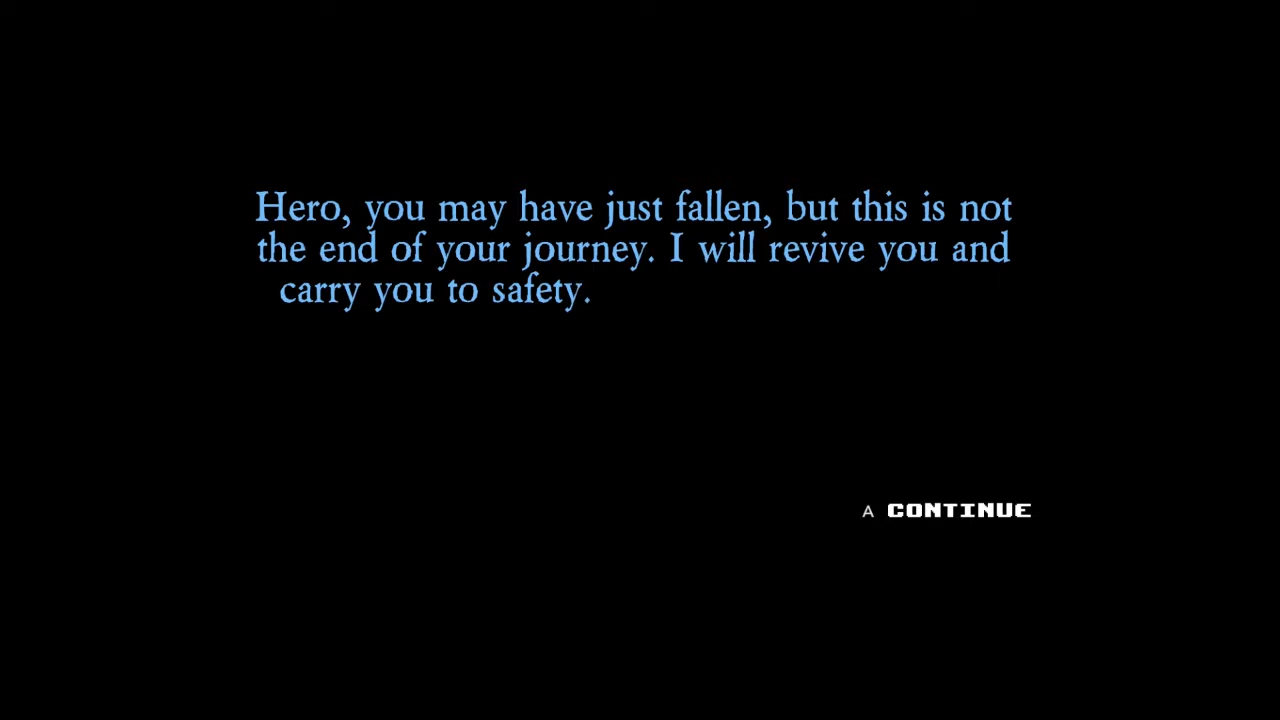 Hero, you may have just fallen, but this is not
the end of your journey. I will revive you and
carry you to safety.
A CONTINUE